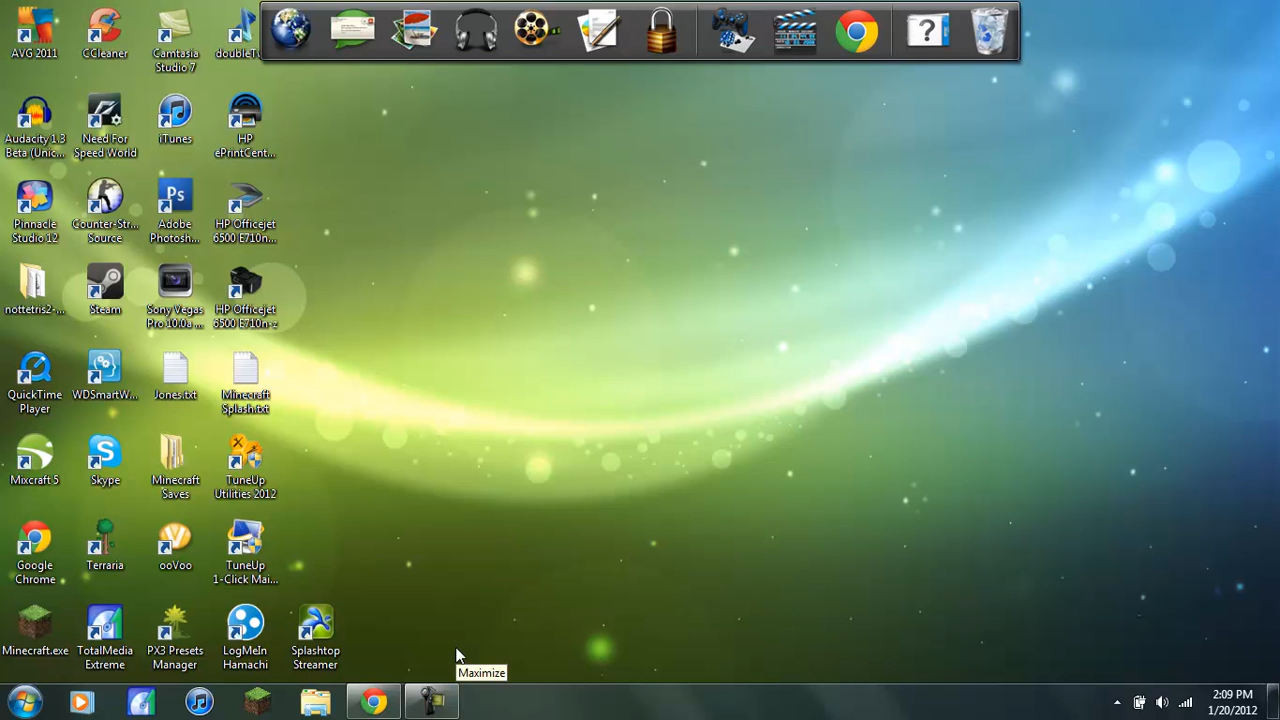 AVG 2011
CCleaner
Camtasia
Studio 7
doubleT...
Audacity 1.3
Beta (Unic...
Need For
Speed World
iTunes
HP
ePrintCent...
Pinnacle
Studio 12
Counter-Str...
Source
Adobe
Photosh...
HP Officejet
6500 E710n...
nottetris2-...
Steam
Sony Vegas
Pro 10.0a ...
HP Officejet
6500 E710n-z
QuickTime
Player
WDSmartW...
Jones.txt
Minecraft
Splash.txt
Mixcraft 5
Skype
Minecraft
Saves
TuneUp
Utilities 2012
Google
Chrome
Terraria
ooVoo
TuneUp
1-Click Mai...
Minecraft.exe
TotalMedia
Extreme
PX3 Presets
Manager
LogMeIn
Hamachi
Splashtop
Streamer
Maximize
2:09 PM
1/20/2012